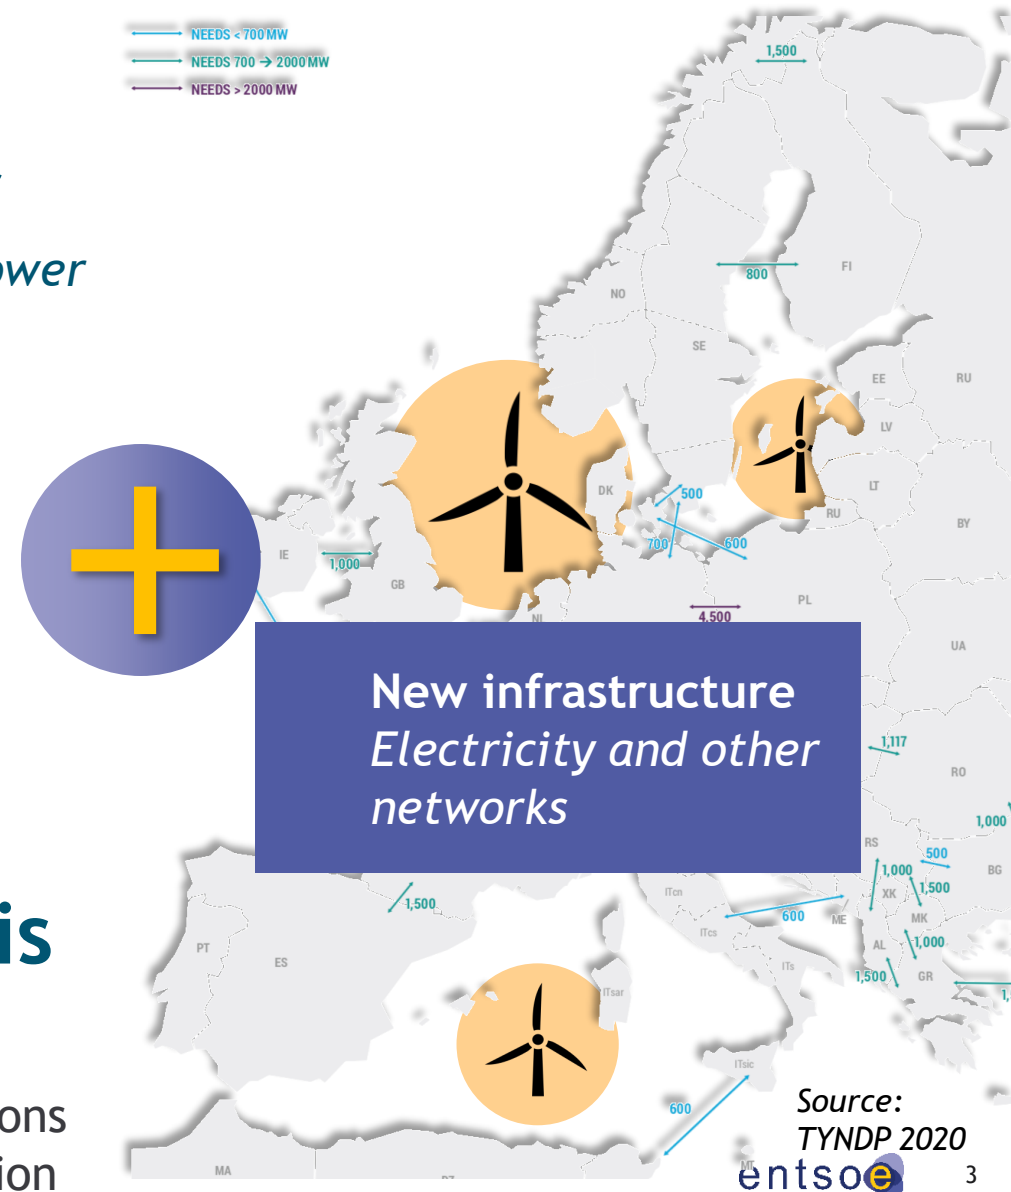 NEEDS < 700 MW
NEEDS 700 → 2000 MW
NEEDS > 2000 MW
1,500
ower
800
FI
NO
SE
EE
RU
LV
LT
DK
500
RU
BY
700
600
IE
1,000
GB
PL
4,500
NL
UA
New infrastructure
Electricity and other
networks
1,117
RO
1,000
RS
500
1,000
BG
XK
1,500
ITcn
1,500
600
ME
MK
is
ITcs
PT
AL
1,000
ES
ITs
1,500
GR
ITsar
1,
ITsic
600
Source:
TYNDP 2020
ons
MT
entsoe
3
tion
MA